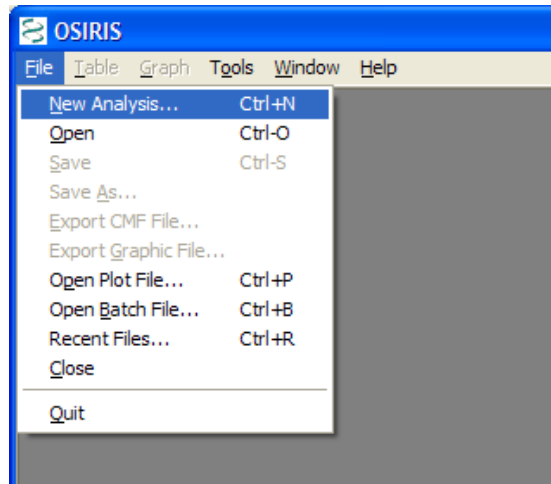 OSIRIS
File Table Graph Tools Window Help
New Analysis... Ctrl+N
Open Ctrl-O
Save Ctrl-S
Save As...
Export CMF File...
Export Graphic File...
Open Plot File... Ctrl+P
Open Batch File... Ctrl+B
Recent Files... Ctrl+R
Close
Quit